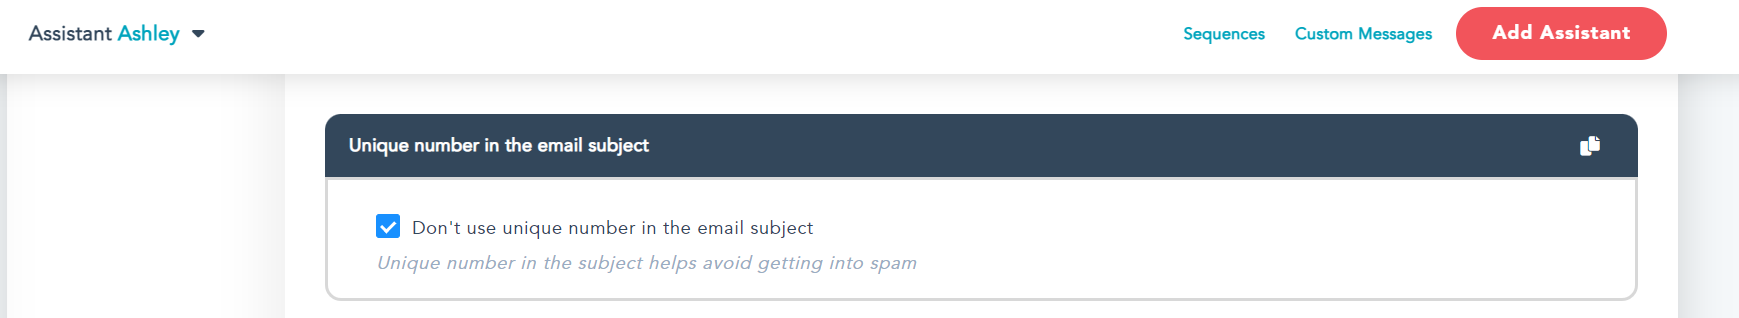 Assistant Ashley
Sequences
Custom Messages
Add Assistant
Unique number in the email subject
Don't use unique number in the email subject
Unique number in the subject helps avoid getting into spam